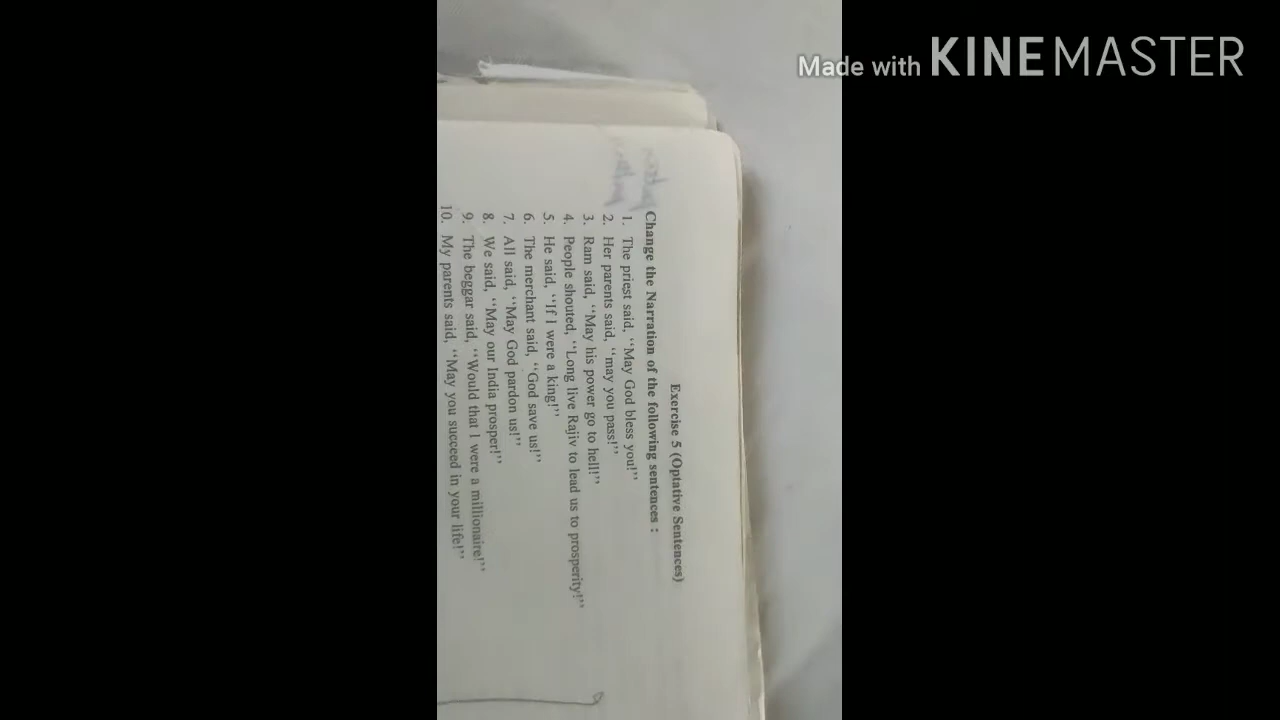 Made with KINEMASTER
Exercise 5 (Optative Sentences)
Change the Narration of the following sentences :
1. The priest said, “May God bless you!”
2. Her parents said, “may you pass!”
3. Ram said, “May his power go to hell!”
4. People shouted, “Long live Rajiv to lead us to prosperity!”
5. He said, “If I were a king!”
6. The merchant said, “God save us!”
7. All said, “May God pardon us!”
8. We said, “May our India prosper!”
9. The beggar said, “Would that I were a millionaire!”
10. My parents said, “May you succeed in your life!”